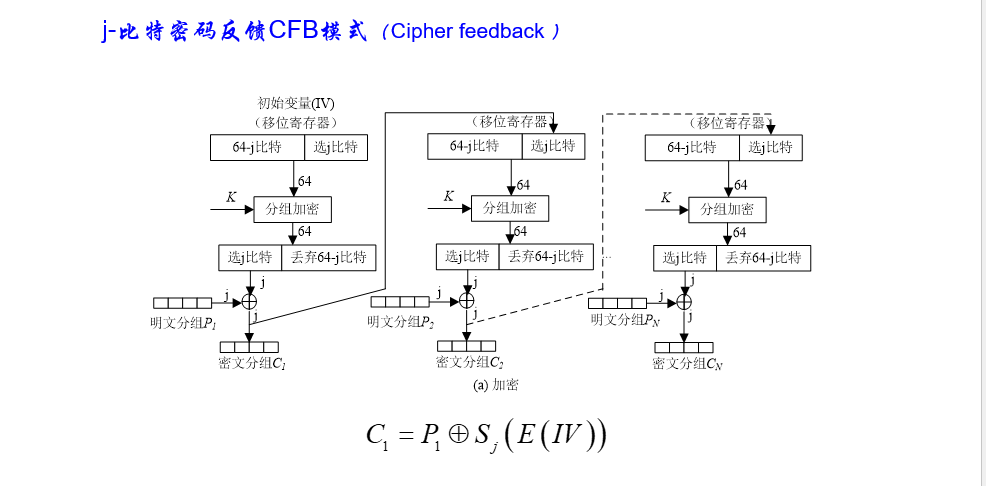 j-比特密码反馈CFB模式（Cipher feedback ）
初始变量(IV)
（移位寄存器） （移位寄存器） （移位寄存器）
64-j比特 选j比特 64-j比特 选j比特 64-j比特 选j比特
64 64 64
K K K
分组加密 分组加密 分组加密
64 64 64
选j比特 丢弃64-j比特 选j比特 丢弃64-j比特 ... 选j比特 丢弃64-j比特
j j j
j j j
j j j
明文分组P1 明文分组P2 明文分组PN
密文分组C1 密文分组C2 密文分组CN
(a) 加密
C1 = P1 ⊕ Sj(E(IV))